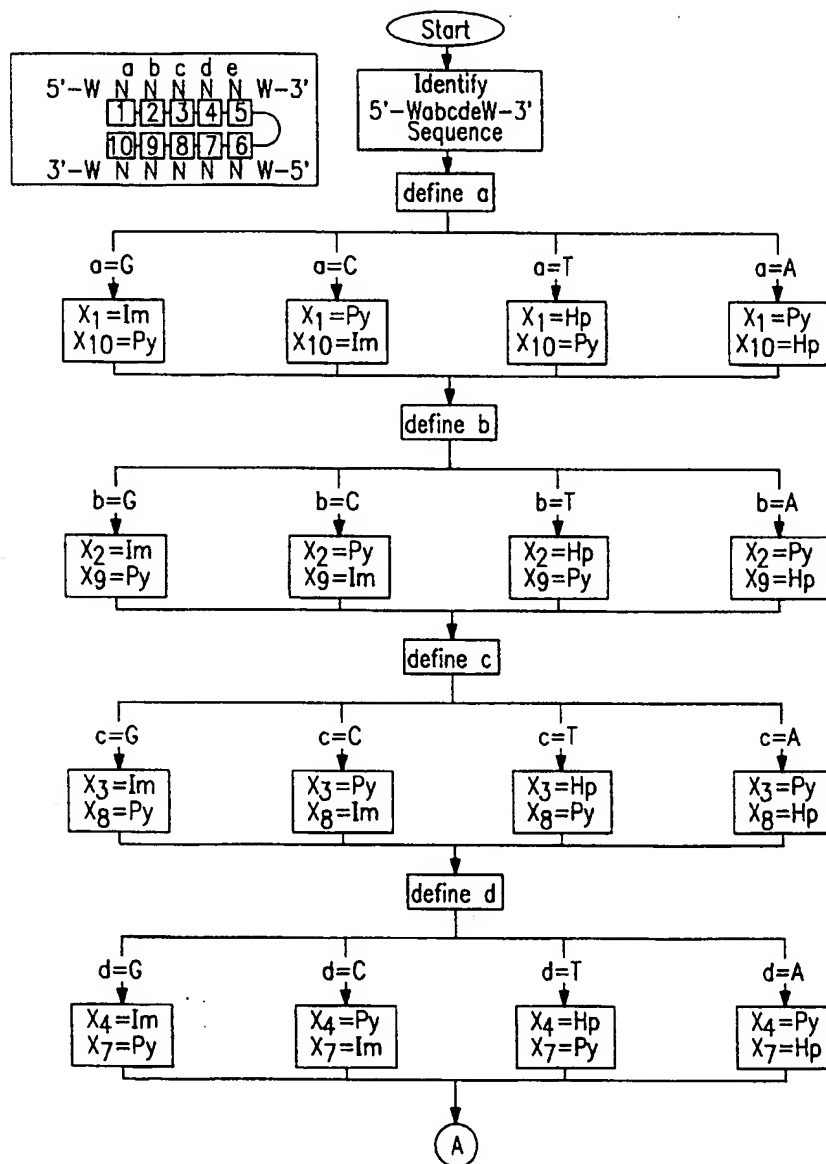 Start
a b c d e
5'-W N N N N N W-3'
1 2 3 4 5
10 9 8 7 6
3'-W N N N N N W-5'
Identify
5'-WabcdeW-3'
Sequence
define a
a=G a=C a=T a=A
X1=Im X1=Py X1=Hp X1=Py
X10=Py X10=Im X10=Py X10=Hp
define b
b=G b=C b=T b=A
X2=Im X2=Py X2=Hp X2=Py
X9=Py X9=Im X9=Py X9=Hp
define c
c=G c=C c=T c=A
X3=Im X3=Py X3=Hp X3=Py
X8=Py X8=Im X8=Py X8=Hp
define d
d=G d=C d=T d=A
X4=Im X4=Py X4=Hp X4=Py
X7=Py X7=Im X7=Py X7=Hp
A